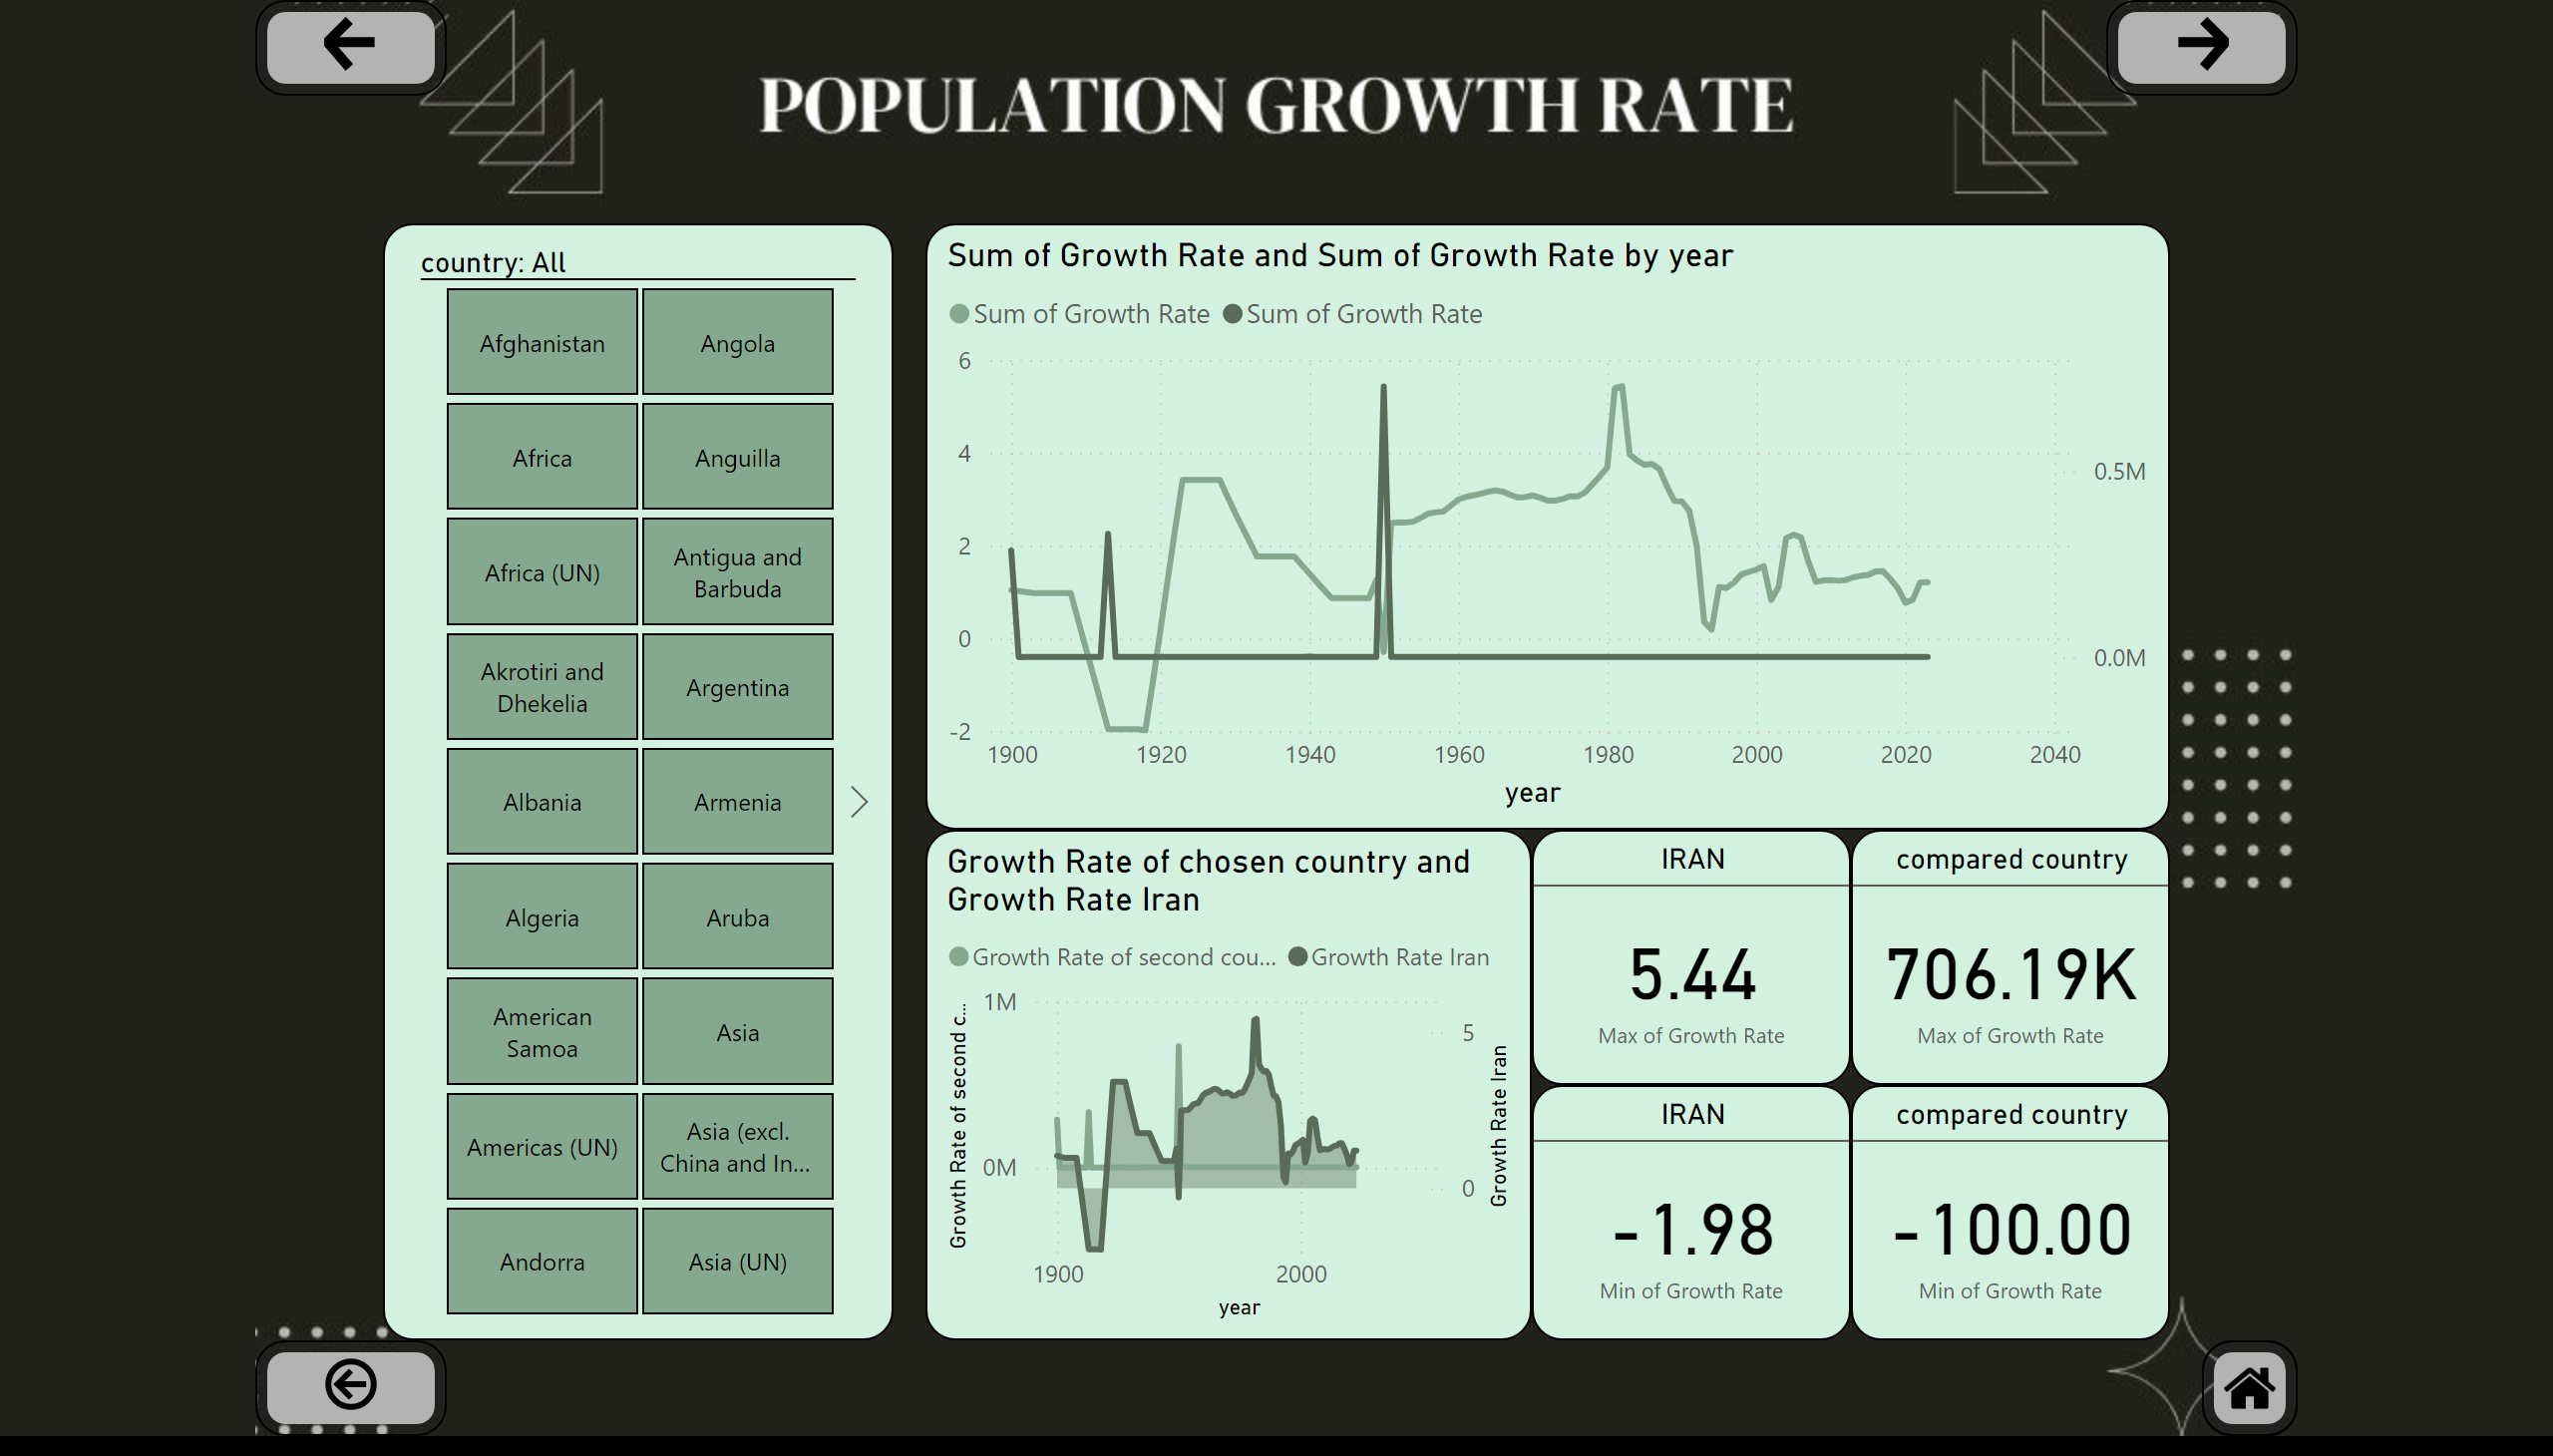 POPULATION GROWTH RATE
country: All
Afghanistan
Angola
Africa
Anguilla
Africa (UN)
Antigua and
Barbuda
Akrotiri and
Dhekelia
Argentina
Albania
Armenia
Algeria
Aruba
American
Samoa
Asia
Americas (UN)
Asia (excl.
China and In...
Andorra
Asia (UN)
Sum of Growth Rate and Sum of Growth Rate by year
Sum of Growth Rate Sum of Growth Rate
6
4
2
0
-2
0.5M
0.0M
1900 1920 1940 1960 1980 2000 2020 2040
year
Growth Rate of chosen country and
Growth Rate Iran
Growth Rate of second cou... Growth Rate Iran
Growth Rate of second c...
1M
0M
5
0
Growth Rate Iran
1900 2000
year
IRAN
5.44
Max of Growth Rate
compared country
706.19K
Max of Growth Rate
IRAN
-1.98
Min of Growth Rate
compared country
-100.00
Min of Growth Rate